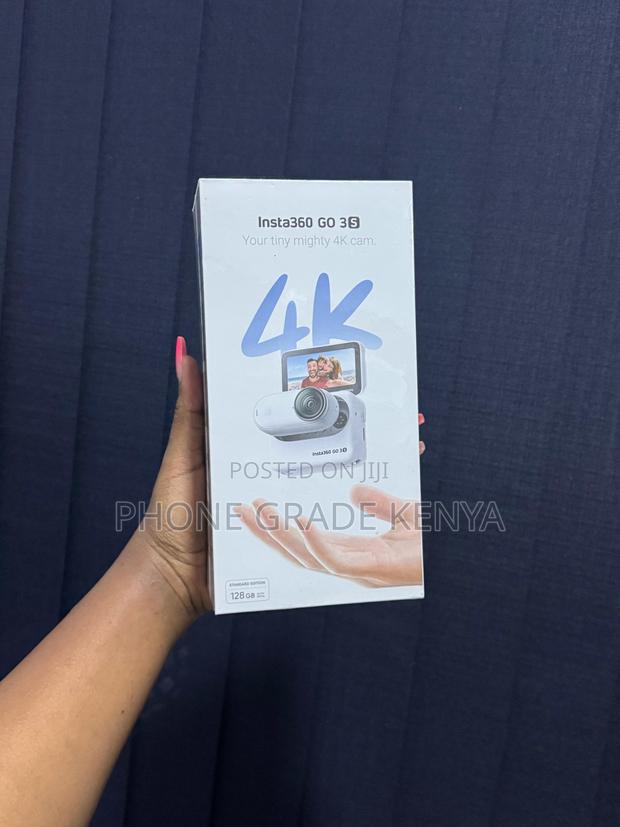 Insta360 GO 3S
Your tiny mighty 4K cam.
4K
Insta360 GO 3S
POSTED ON JIJI
PHONE GRADE KENYA
STANDARD EDITION
128 GB